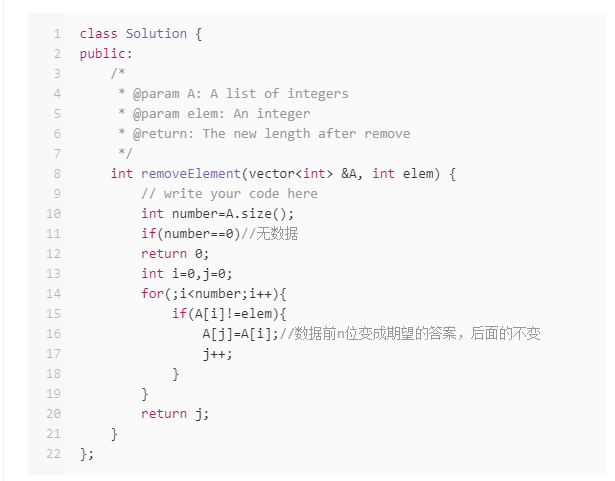 1 class Solution {
2 public:
3     /*
4      * @param A: A list of integers
5      * @param elem: An integer
6      * @return: The new length after remove
7      */
8     int removeElement(vector<int> &A, int elem) {
9         // write your code here
10         int number=A.size();
11         if(number==0)//无数据
12         return 0;
13         int i=0,j=0;
14         for(;i<number;i++){
15             if(A[i]!=elem){
16                 A[j]=A[i];//数据前n位变成期望的答案，后面的不变
17                 j++;
18             }
19         }
20         return j;
21     }
22 };